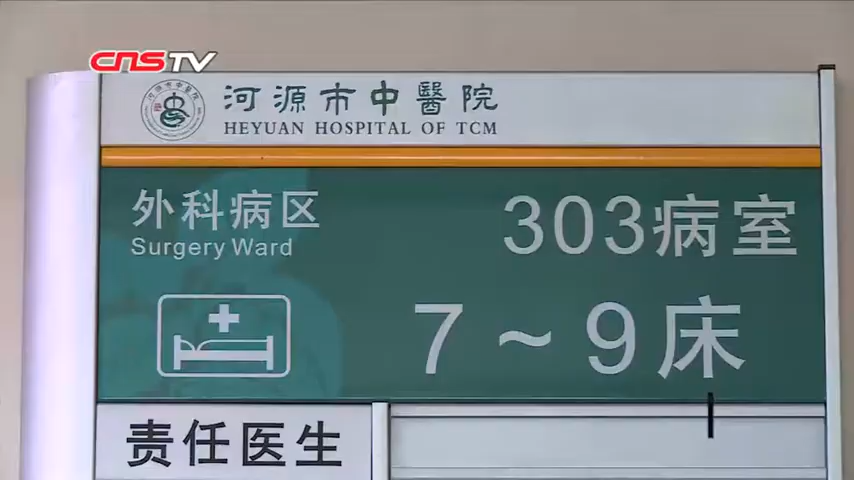 CNSTV
河源市中醫院
HEYUAN HOSPITAL OF TCM
外科病区
Surgery Ward
303病室
7～9床
责任医生